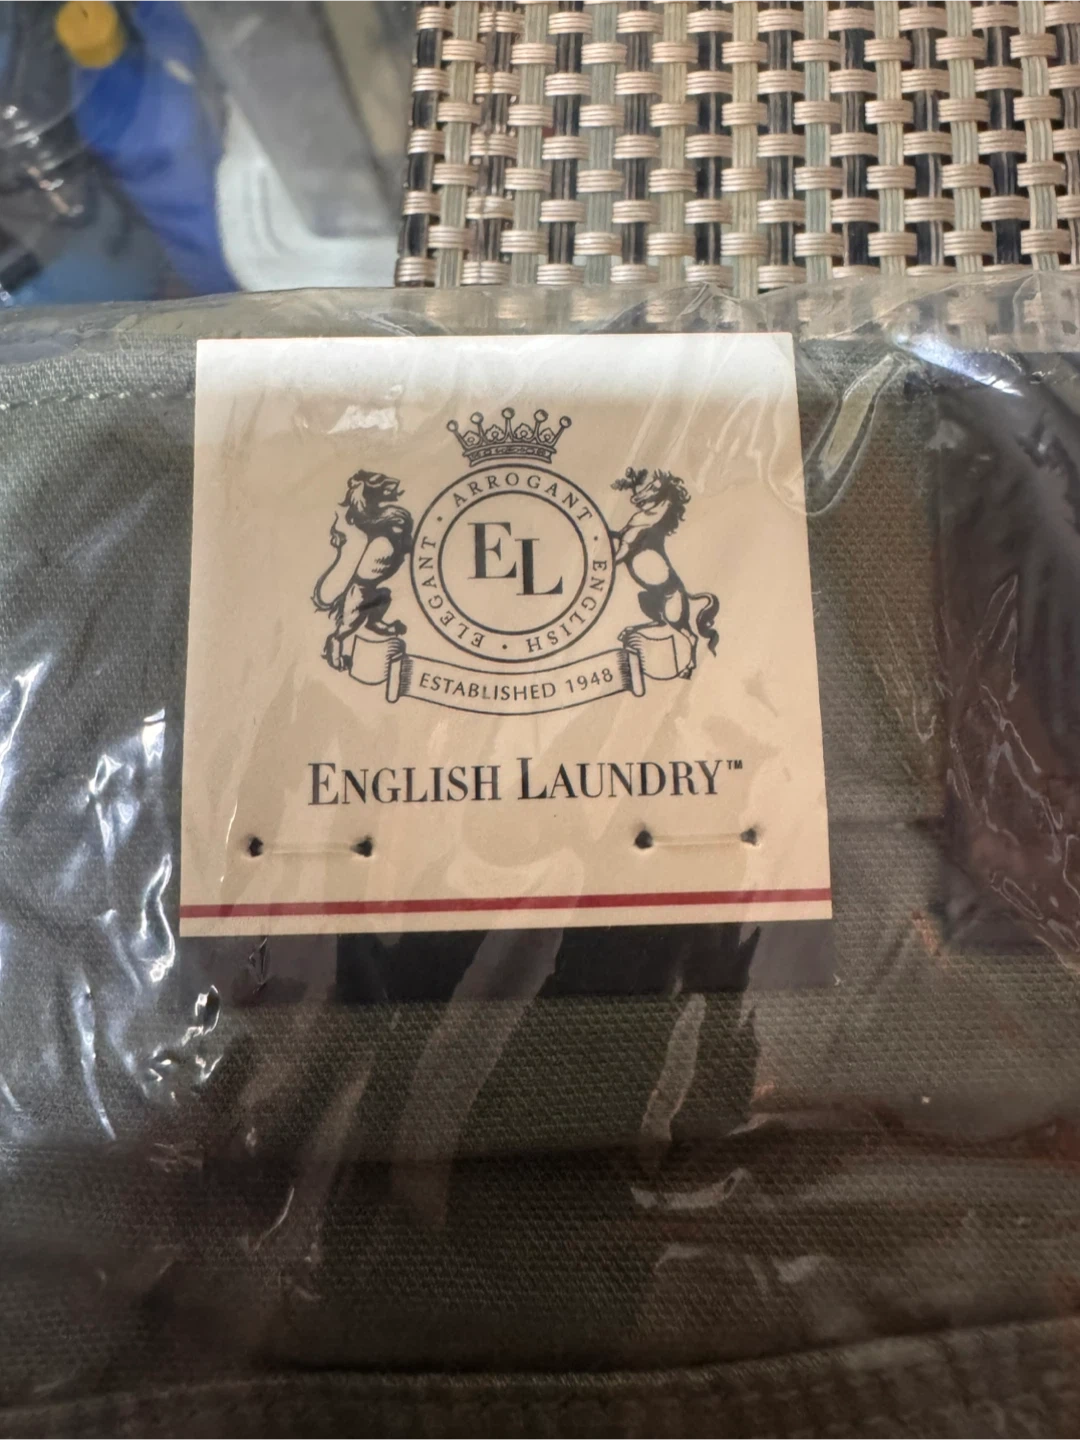 ELEGANT · ARROGANT · ENGLISH ·
EL
ESTABLISHED 1948
ENGLISH LAUNDRY™